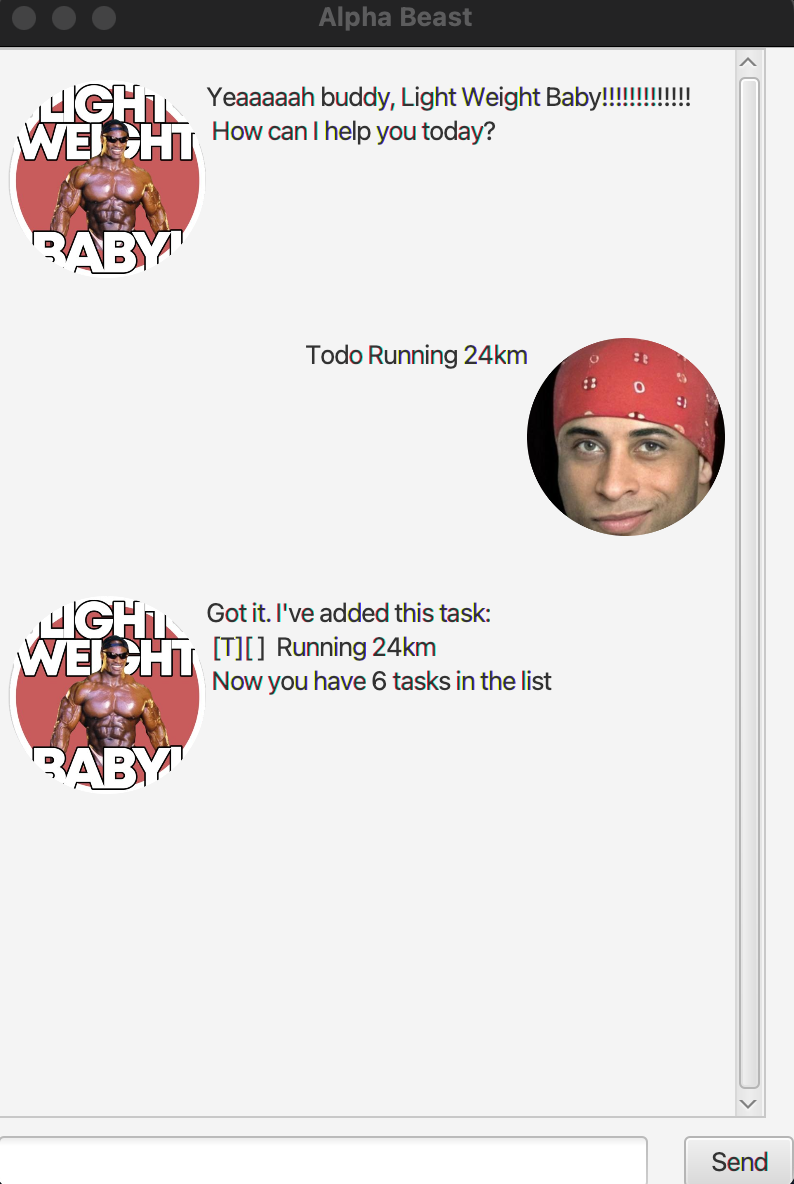 Alpha Beast
LIGHT
WEIGHT
BABY!
Yeaaaaah buddy, Light Weight Baby!!!!!!!!!!!!!
How can I help you today?
Todo Running 24km
LIGHT
WEIGHT
BABY!
Got it. I've added this task:
[T][ ]  Running 24km
Now you have 6 tasks in the list
Send